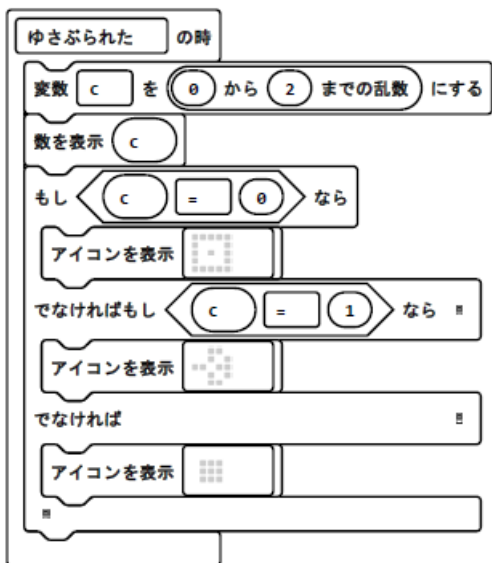 ゆさぶられた の時
変数 c を 0 から 2 までの乱数 にする
数を表示 c
もし c = 0 なら
アイコンを表示
でなければもし c = 1 なら
アイコンを表示
でなければ
アイコンを表示